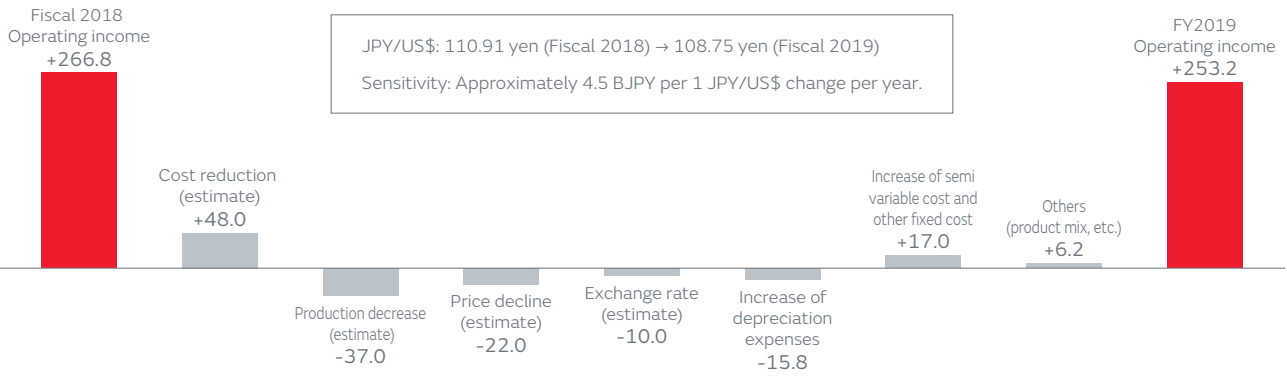 Fiscal 2018
Operating income
+266.8
JPY/US$: 110.91 yen (Fiscal 2018) → 108.75 yen (Fiscal 2019)
Sensitivity: Approximately 4.5 BJPY per 1 JPY/US$ change per year.
FY2019
Operating income
+253.2
Cost reduction
(estimate)
+48.0
Production decrease
(estimate)
-37.0
Price decline
(estimate)
-22.0
Exchange rate
(estimate)
-10.0
Increase of
depreciation
expenses
-15.8
Increase of semi
variable cost and
other fixed cost
+17.0
Others
(product mix, etc.)
+6.2